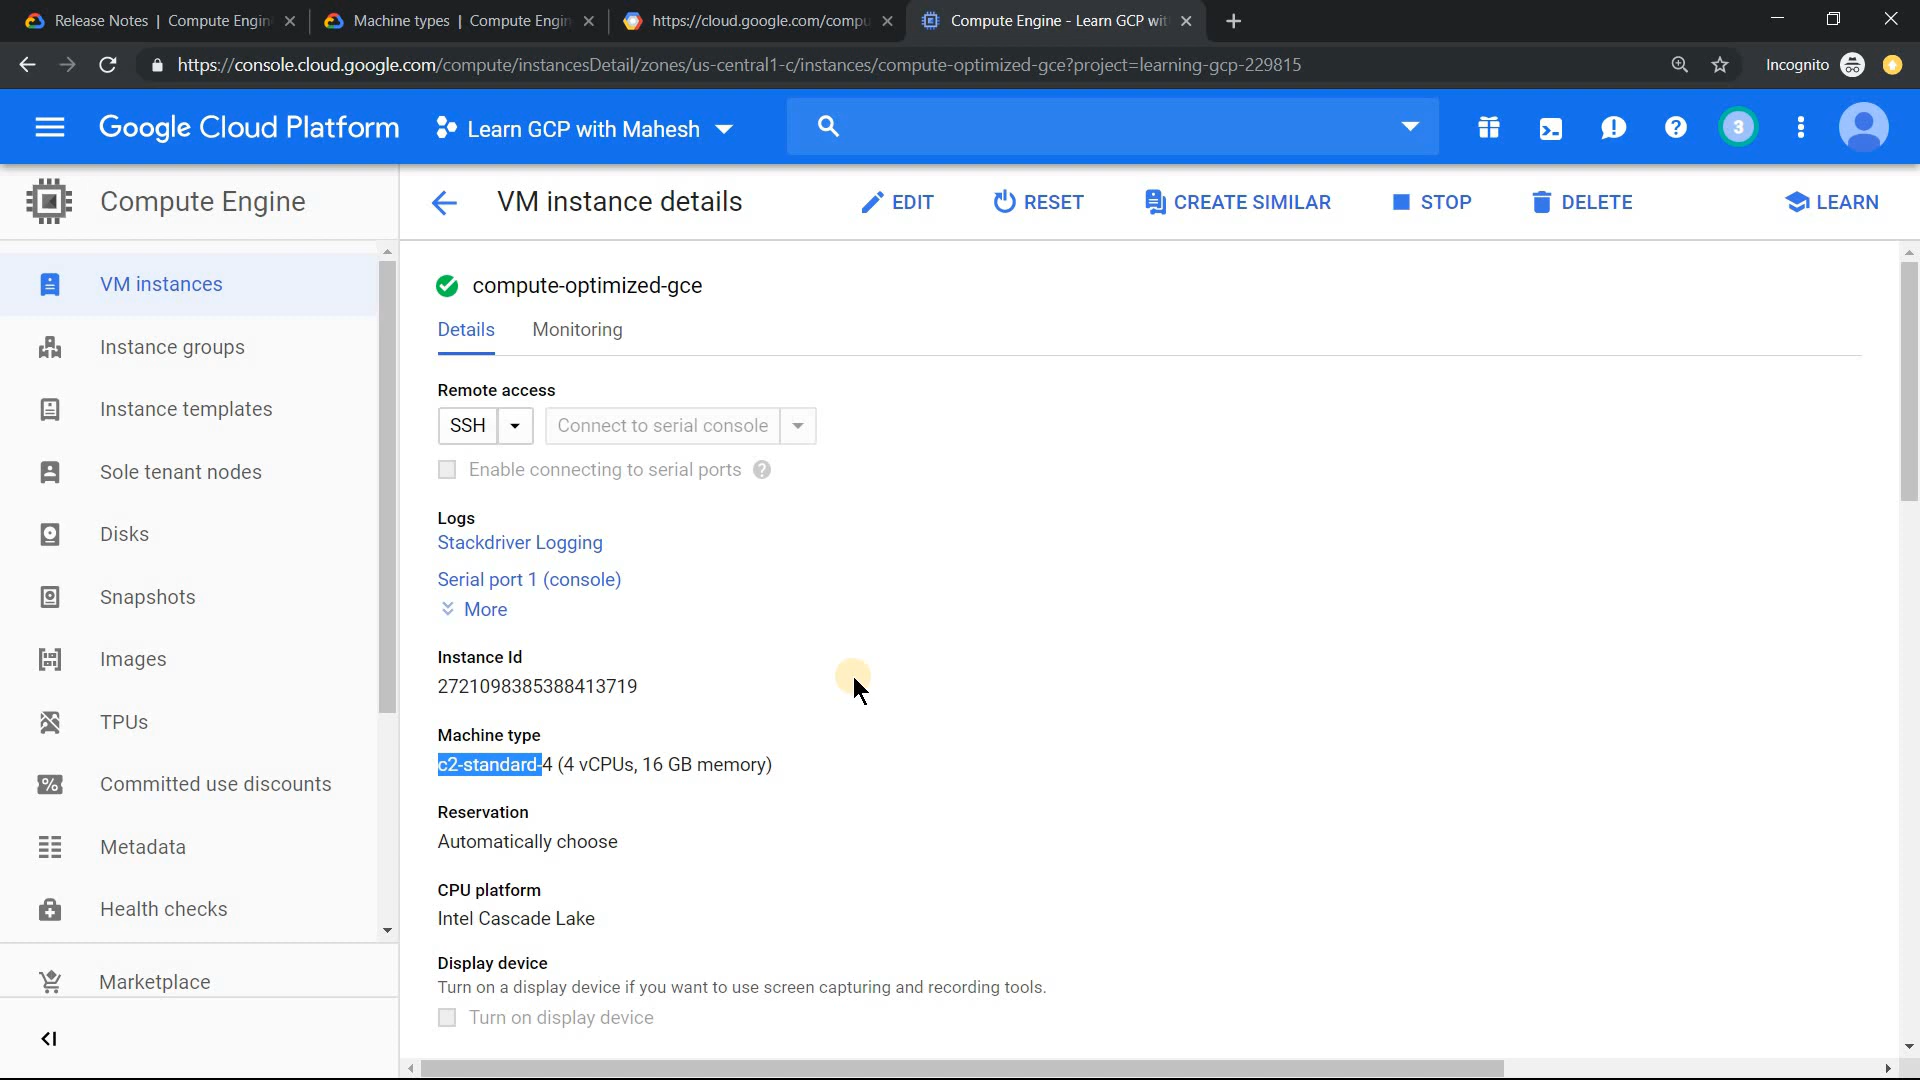 Release Notes | Compute Engin
Machine types | Compute Engin
https://cloud.google.com/compu
Compute Engine - Learn GCP wit
https://console.cloud.google.com/compute/instancesDetail/zones/us-central1-c/instances/compute-optimized-gce?project=learning-gcp-229815
Incognito
Google Cloud Platform
Learn GCP with Mahesh
3
Compute Engine
VM instance details
EDIT
RESET
CREATE SIMILAR
STOP
DELETE
LEARN
VM instances
Instance groups
Instance templates
Sole tenant nodes
Disks
Snapshots
Images
TPUs
Committed use discounts
Metadata
Health checks
Marketplace
compute-optimized-gce
Details
Monitoring
Remote access
SSH
Connect to serial console
Enable connecting to serial ports
Logs
Stackdriver Logging
Serial port 1 (console)
More
Instance Id
2721098385388413719
Machine type
c2-standard-4 (4 vCPUs, 16 GB memory)
Reservation
Automatically choose
CPU platform
Intel Cascade Lake
Display device
Turn on a display device if you want to use screen capturing and recording tools.
Turn on display device